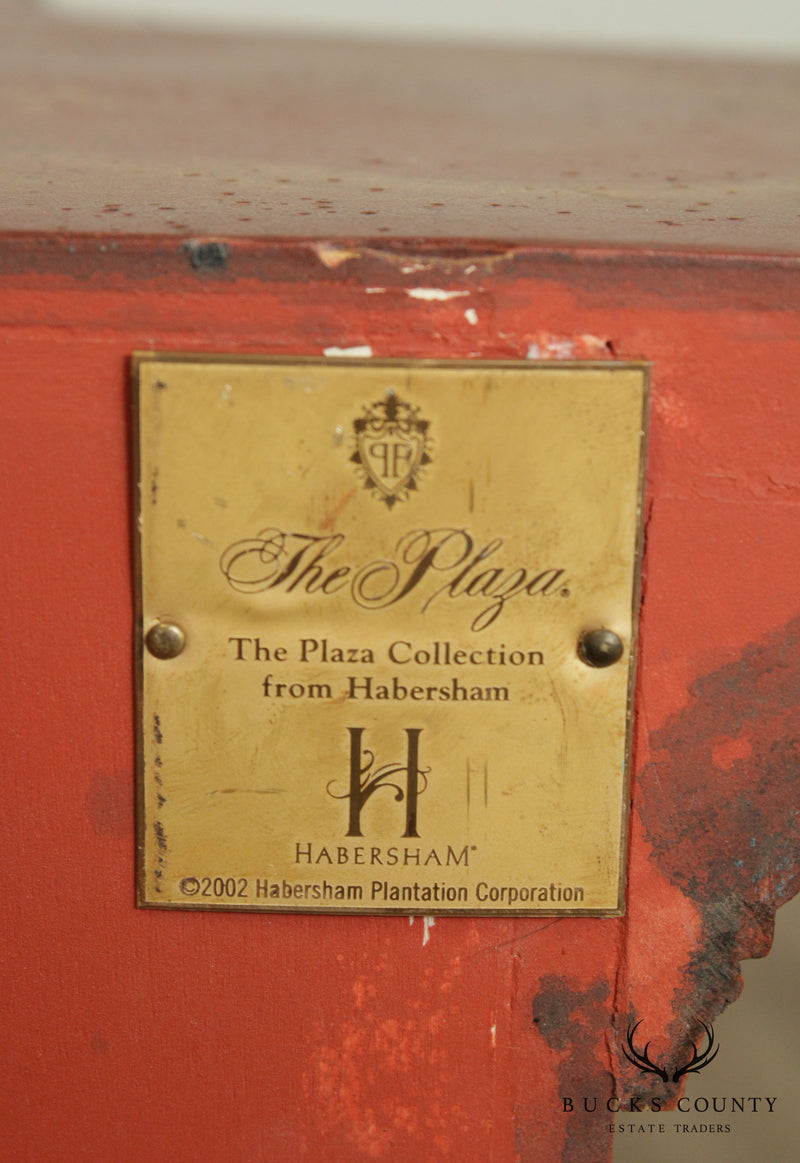 PP
The Plaza®
The Plaza Collection
from Habersham
H
HABERSHAM®
©2002 Habersham Plantation Corporation
BUCKS COUNTY
ESTATE TRADERS